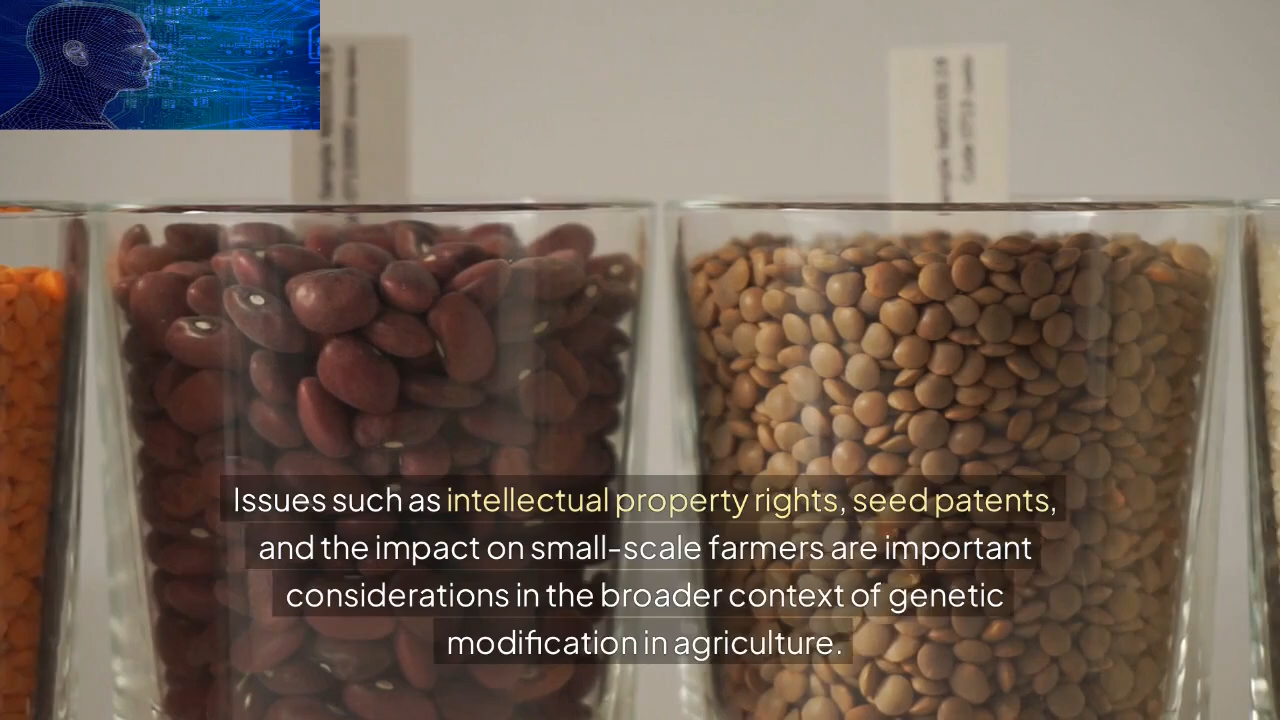 Issues such as intellectual property rights, seed patents,
and the impact on small-scale farmers are important
considerations in the broader context of genetic
modification in agriculture.